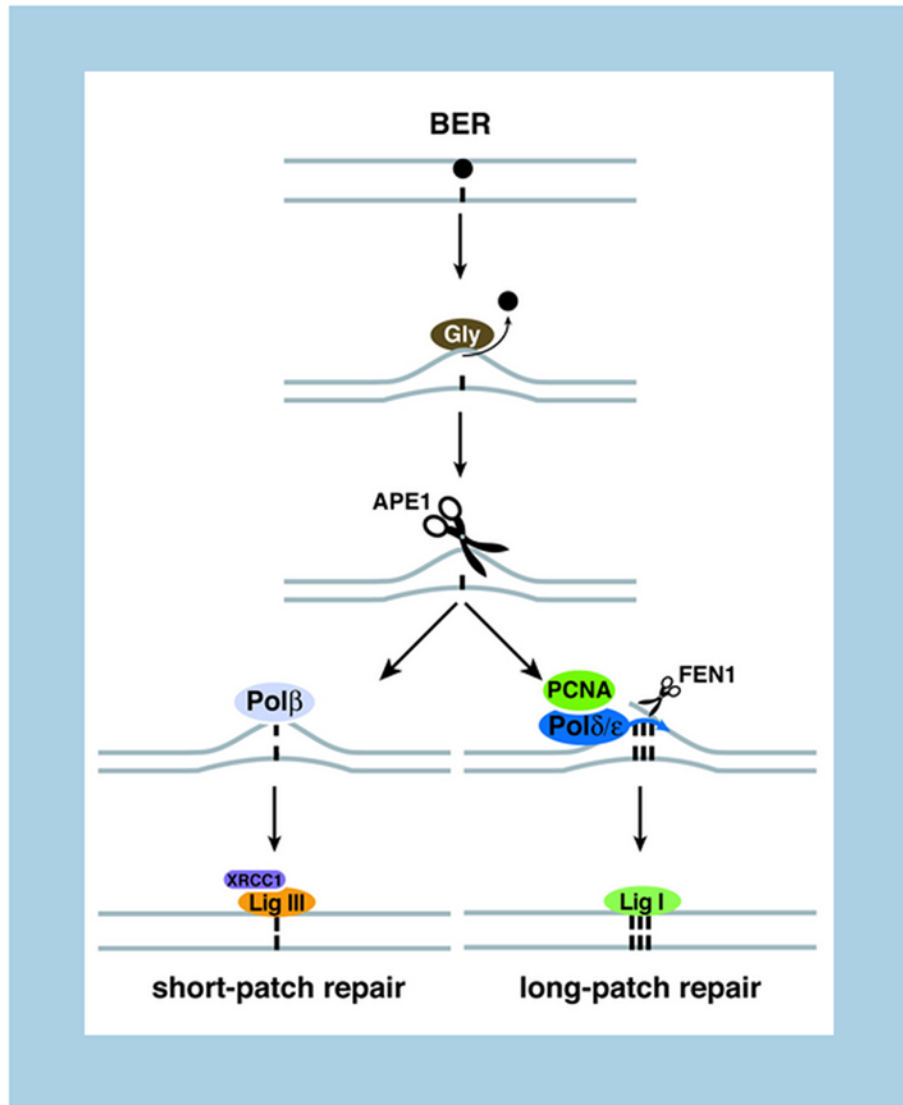 BER
Gly
APE1
Polβ
PCNA
Polδ/ε
FEN1
XRCC1
Lig III
Lig I
short-patch repair
long-patch repair